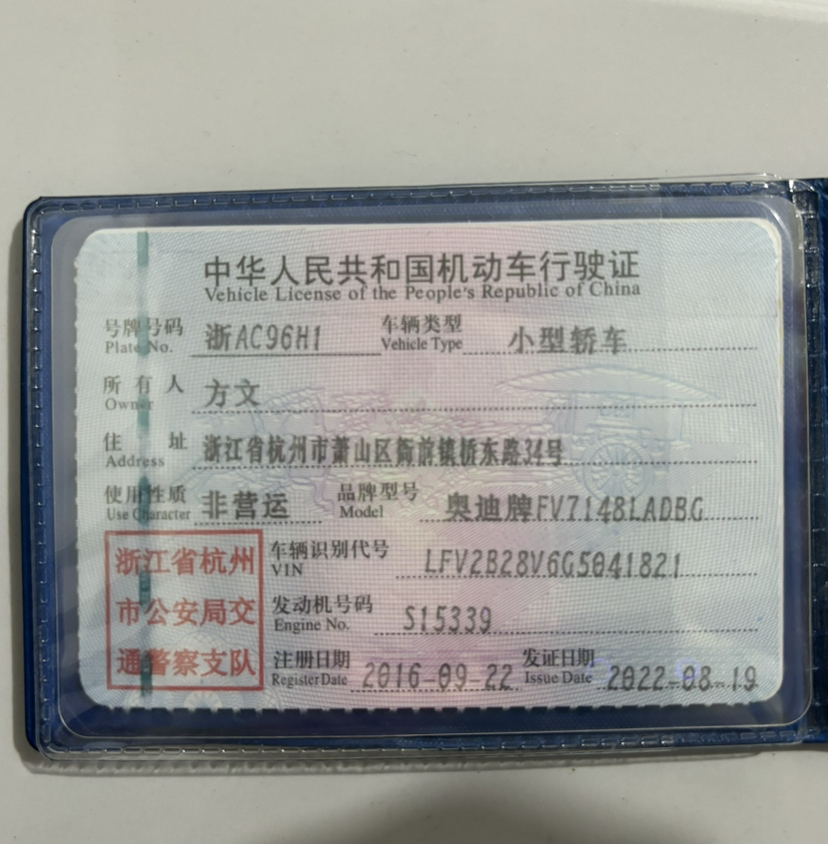 中华人民共和国机动车行驶证
Vehicle License of the People's Republic of China
号牌号码 浙AC96H1 车辆类型 小型轿车
Plate No. Vehicle Type
所有人 方文
Owner
住址 浙江省杭州市萧山区衙前镇桥东路34号
Address
使用性质 非营运 品牌型号 奥迪牌FV7148LADBG
Use Character Model
浙江省杭州 车辆识别代号 LFV2B28V6G5041821
VIN
市公安局交 发动机号码 S15339
Engine No.
通警察支队 注册日期 2016-09-22 发证日期 2022-08-19
Register Date Issue Date